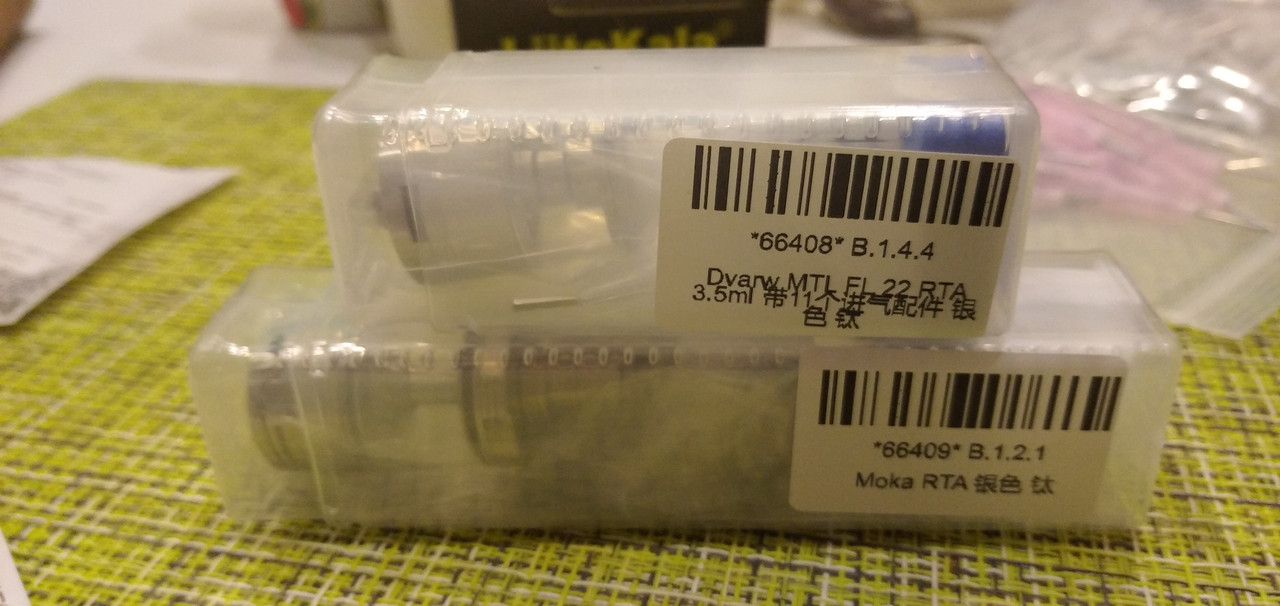 LiitoKala
*66408* B.1.4.4
Dvarw MTL FL 22 RTA
3.5ml 带11个进气配件 银
色 钛
*66409* B.1.2.1
Moka RTA 银色 钛